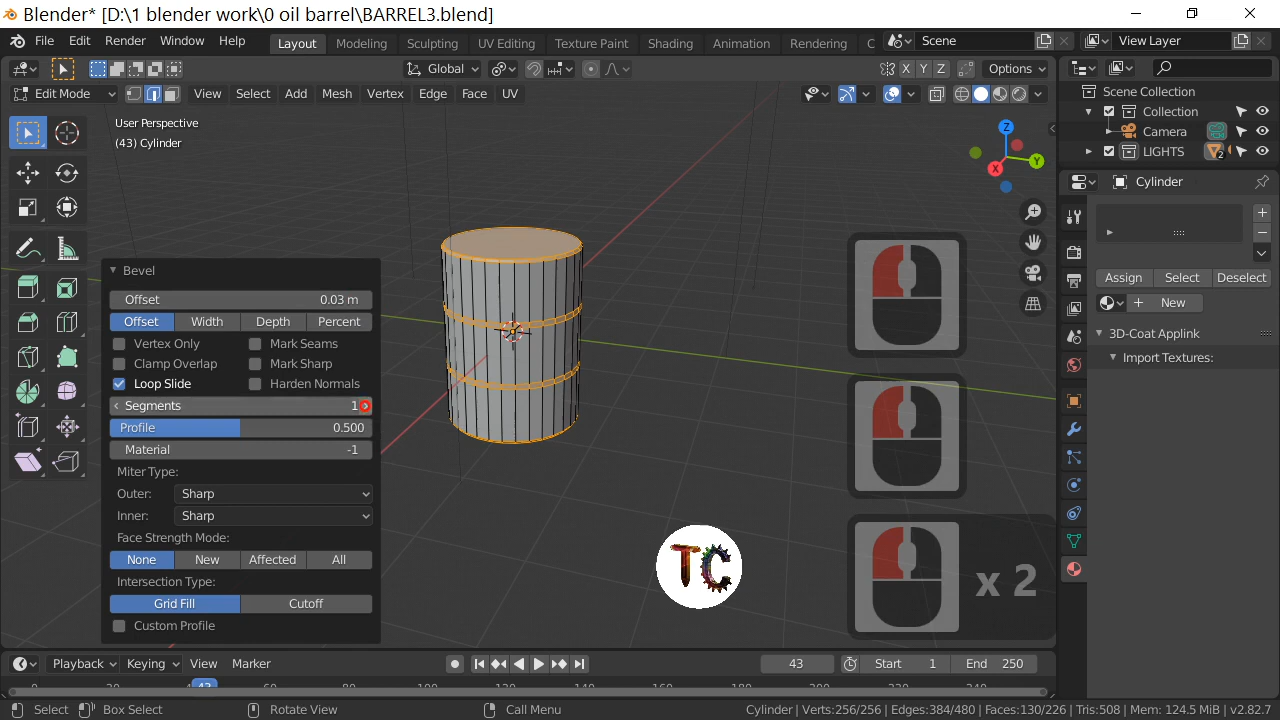 Blender* [D:\1 blender work\0 oil barrel\BARREL3.blend]
File Edit Render Window Help Layout Modeling Sculpting UV Editing Texture Paint Shading Animation Rendering C Scene View Layer
Global X Y Z Options
Edit Mode View Select Add Mesh Vertex Edge Face UV
Scene Collection
Collection
Camera
LIGHTS 2
User Perspective
(43) Cylinder
Z
Y
X
Cylinder
Bevel
Offset 0.03 m
Offset Width Depth Percent
Vertex Only Mark Seams
Clamp Overlap Mark Sharp
Loop Slide Harden Normals
Segments 1
Profile 0.500
Material -1
Miter Type:
Outer: Sharp
Inner: Sharp
Face Strength Mode:
None New Affected All
Intersection Type:
Grid Fill Cutoff
Custom Profile
Assign Select Deselect
New
3D-Coat Applink
Import Textures:
TC
x 2
Playback Keying View Marker 43 Start 1 End 250
43
Select Box Select Rotate View Call Menu Cylinder | Verts:256/256 | Edges:384/480 | Faces:130/226 | Tris:508 | Mem: 124.5 MiB | v2.82.7